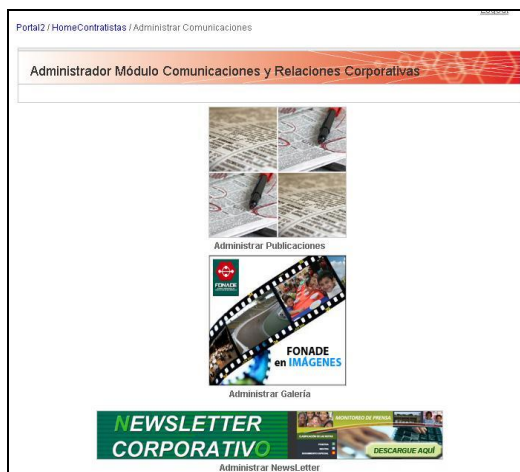 Portal2 / HomeContratistas / Administrar Comunicaciones
Administrador Módulo Comunicaciones y Relaciones Corporativas
Administrar Publicaciones
FONADE
FONADE
en IMÁGENES
Administrar Galería
NEWSLETTER
CORPORATIVO
MONITOREO DE PRENSA
DESCARGUE AQUÍ
Administrar NewsLetter